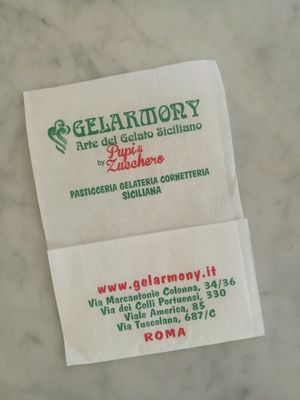 GELARMONY
Arte del Gelato Siciliano
by Pupi di Zucchero
PASTICCERIA GELATERIA CORNETTERIA
SICILIANA
www.gelarmony.it
Via Marcantonio Colonna, 34/36
Via dei Colli Portuensi, 330
Viale America, 85
Via Tuscolana, 687/C
ROMA